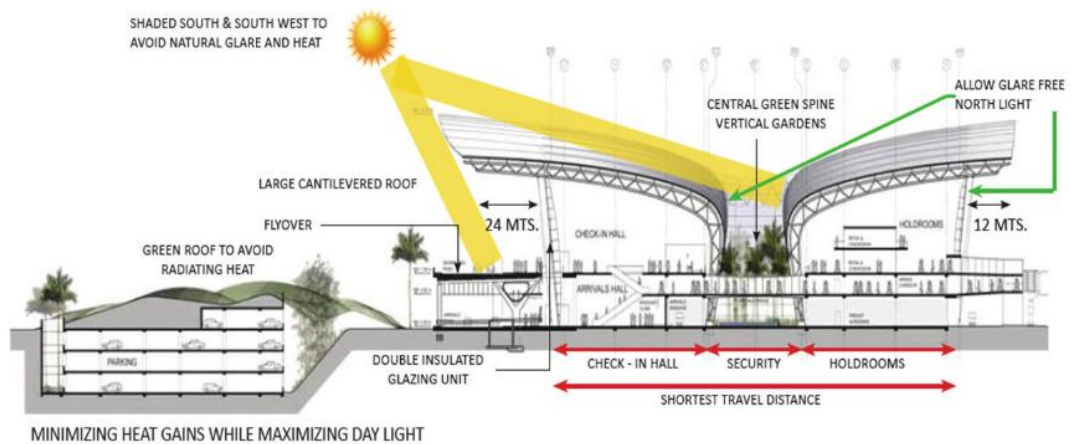 SHADED SOUTH & SOUTH WEST TO
AVOID NATURAL GLARE AND HEAT
ALLOW GLARE FREE
NORTH LIGHT
CENTRAL GREEN SPINE
VERTICAL GARDENS
LARGE CANTILEVERED ROOF
24 MTS.
12 MTS.
FLYOVER
CHECK-IN HALL
HOLDROOMS
GREEN ROOF TO AVOID
RADIATING HEAT
ARRIVALS HALL
PARKING
DOUBLE INSULATED
GLAZING UNIT
CHECK - IN HALL
SECURITY
HOLDROOMS
SHORTEST TRAVEL DISTANCE
MINIMIZING HEAT GAINS WHILE MAXIMIZING DAY LIGHT